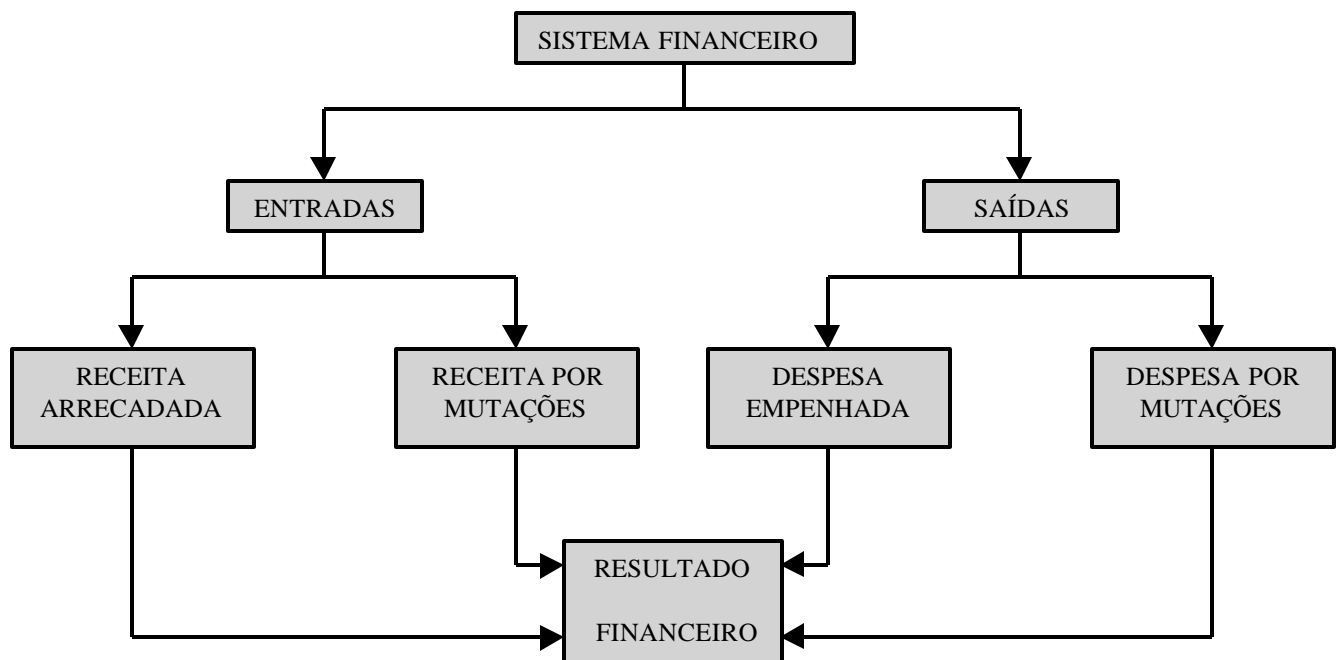 SISTEMA FINANCEIRO
ENTRADAS
SAÍDAS
RECEITA
ARRECADADA
RECEITA POR
MUTAÇÕES
DESPESA
EMPENHADA
DESPESA POR
MUTAÇÕES
RESULTADO
FINANCEIRO